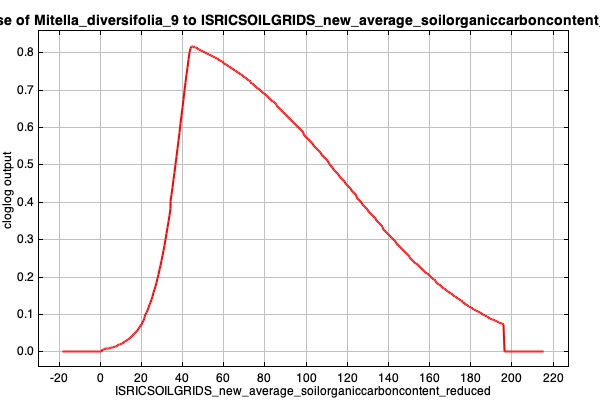 se of Mitella_diversifolia_9 to ISRICSOILGRIDS_new_average_soilorganiccarboncontent_
0.8
0.7
0.6
0.5
0.4
0.3
0.2
0.1
0.0
cloglog output
-20 0 20 40 60 80 100 120 140 160 180 200 220
ISRICSOILGRIDS_new_average_soilorganiccarboncontent_reduced